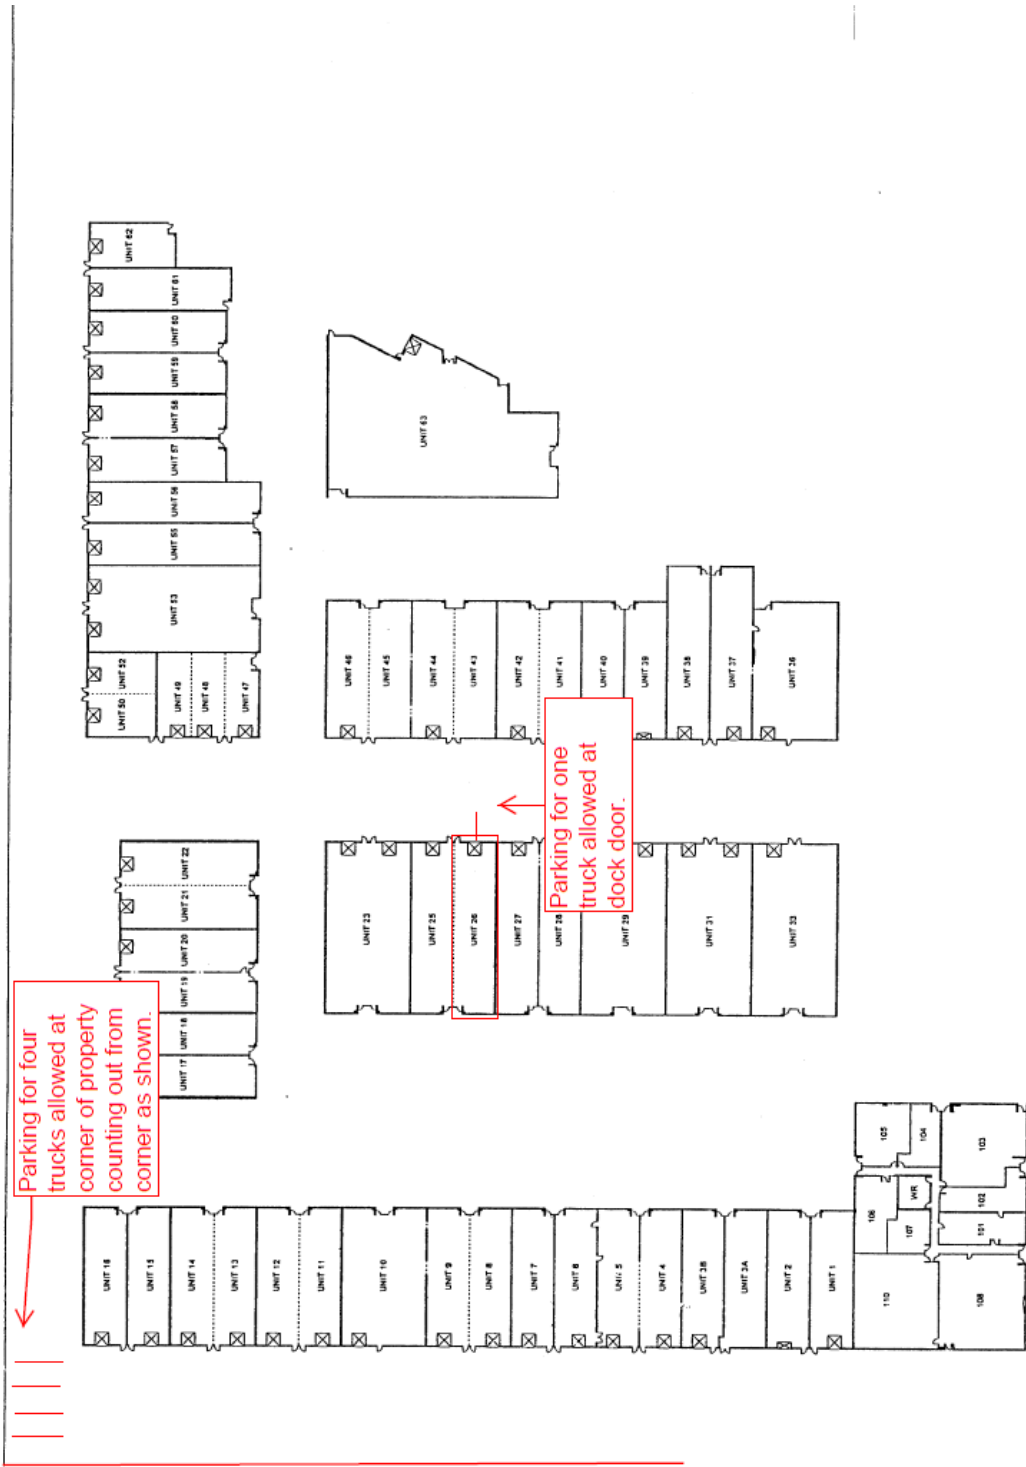 Parking for four
trucks allowed at
corner of property
counting out from
corner as shown.
Parking for one
truck allowed at
dock door.
UNIT 16
UNIT 15
UNIT 14
UNIT 13
UNIT 12
UNIT 11
UNIT 10
UNIT 9
UNIT 8
UNIT 7
UNIT 6
UNIT 5
UNIT 4
UNIT 3B
UNIT 3A
UNIT 2
UNIT 1
110
108
106
107
WR
105
104
103
102
101
UNIT 17
UNIT 18
UNIT 19
UNIT 20
UNIT 21
UNIT 22
UNIT 23
UNIT 25
UNIT 26
UNIT 27
UNIT 28
UNIT 29
UNIT 31
UNIT 33
UNIT 46
UNIT 45
UNIT 44
UNIT 43
UNIT 42
UNIT 41
UNIT 40
UNIT 39
UNIT 38
UNIT 37
UNIT 36
UNIT 50
UNIT 52
UNIT 49
UNIT 48
UNIT 47
UNIT 53
UNIT 55
UNIT 56
UNIT 57
UNIT 58
UNIT 59
UNIT 60
UNIT 61
UNIT 62
UNIT 63